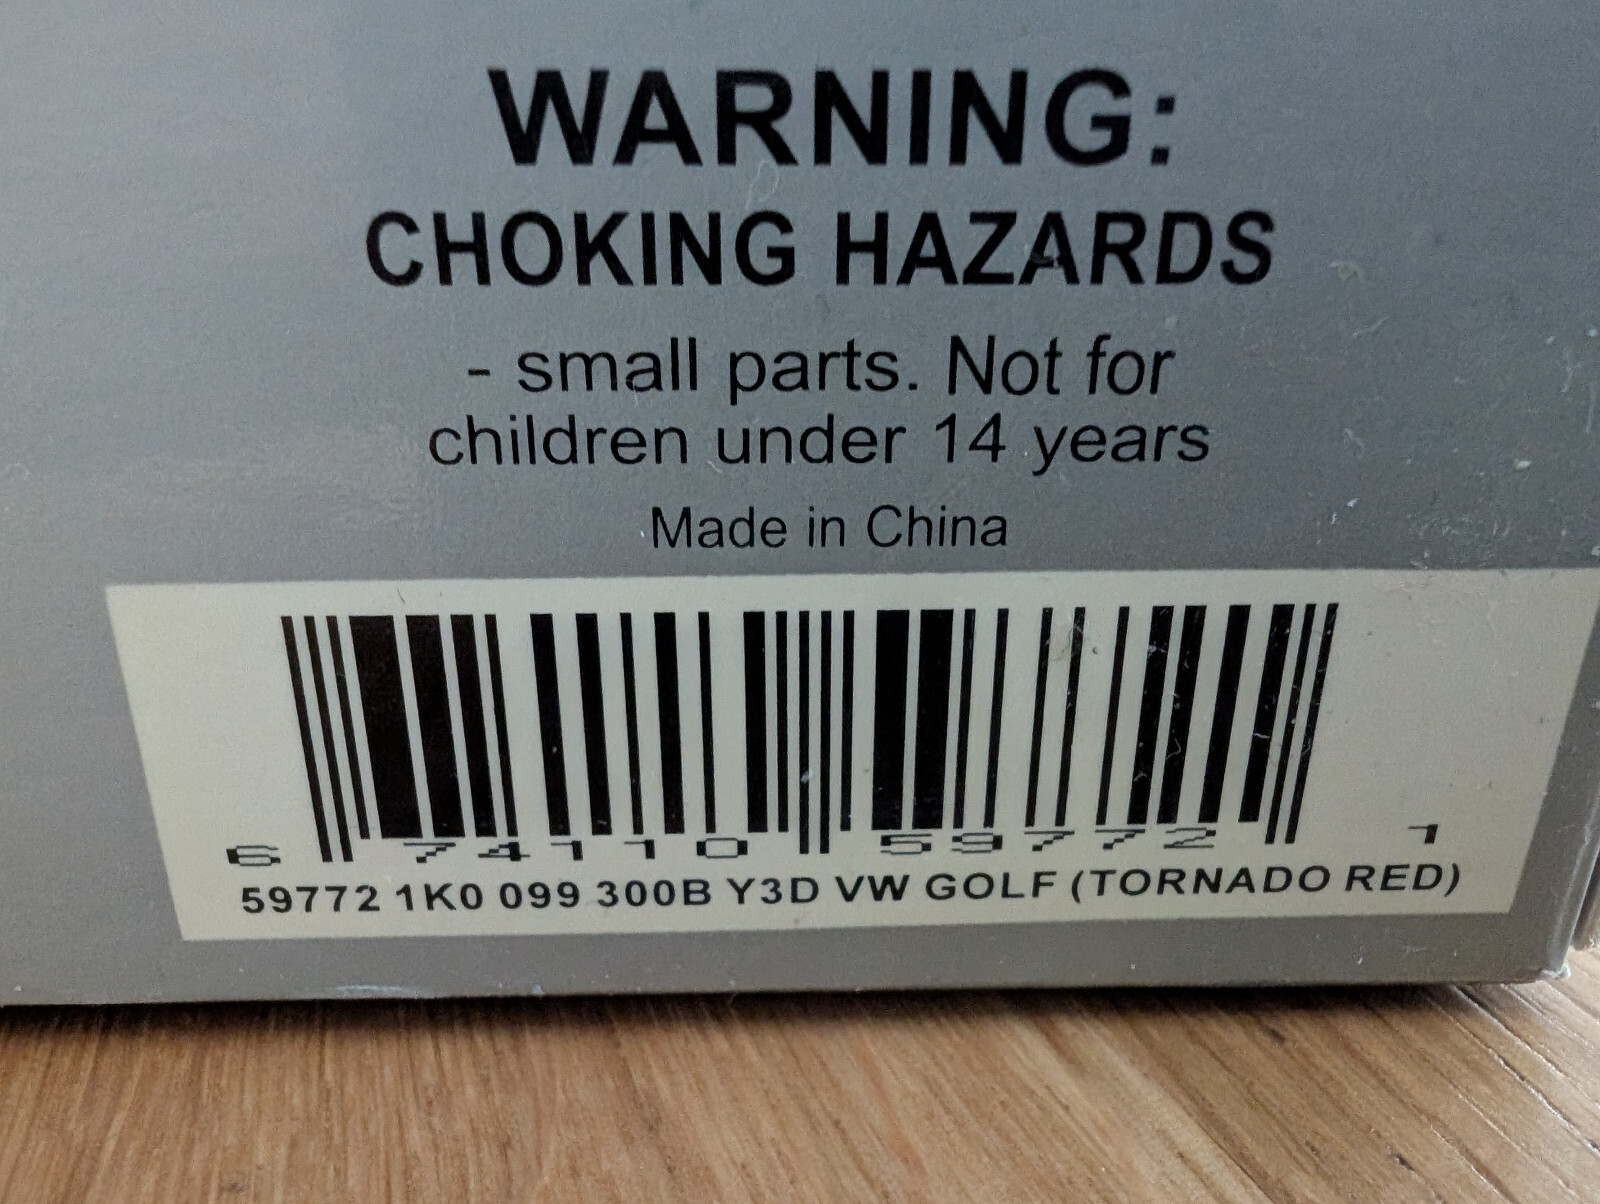 WARNING:
CHOKING HAZARDS
- small parts. Not for
children under 14 years
Made in China
6 74110 59772 1
59772 1K0 099 300B Y3D VW GOLF (TORNADO RED)